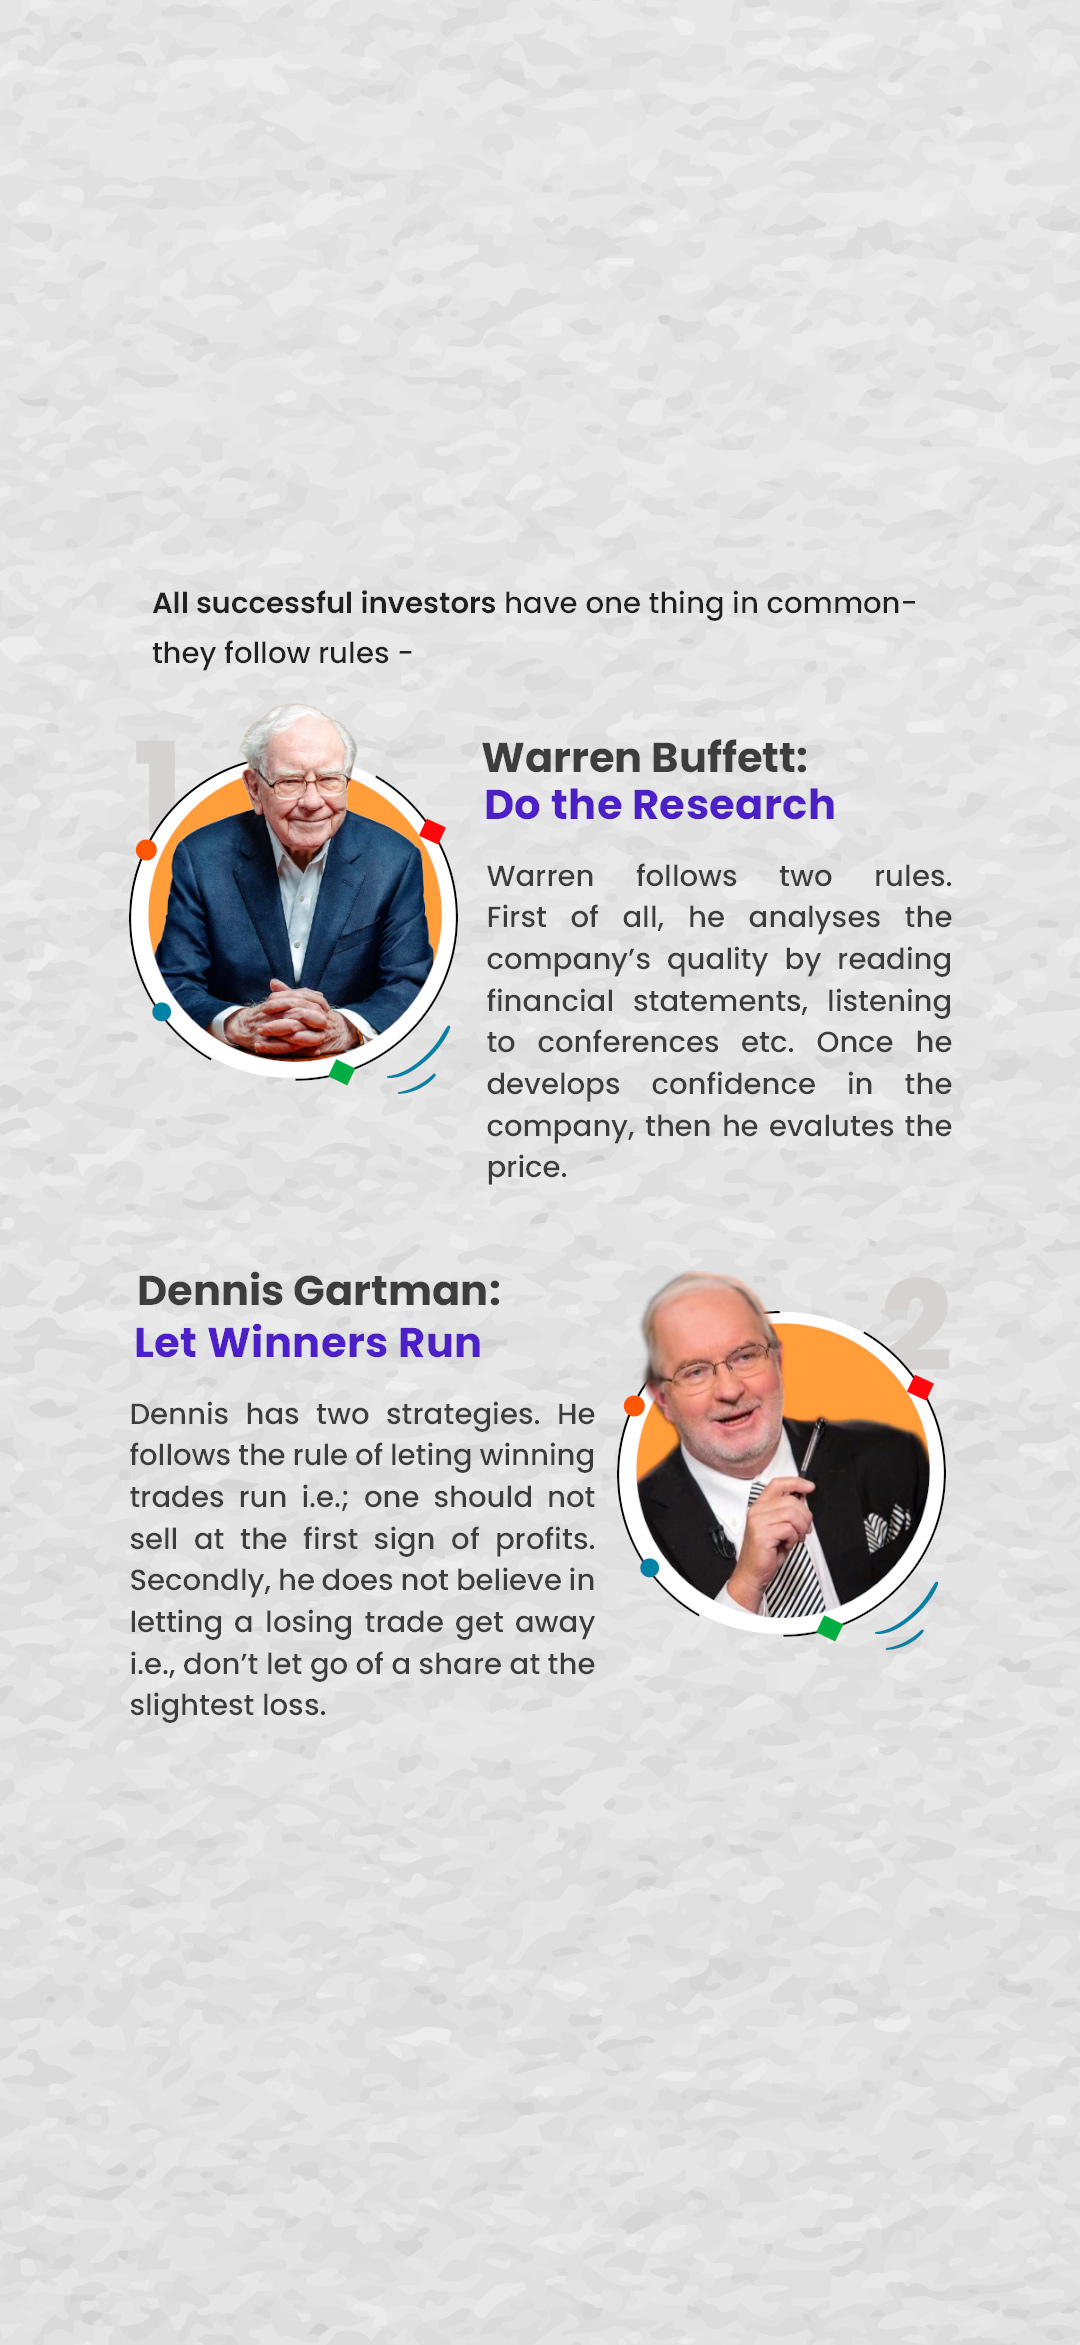 All successful investors have one thing in common-
they follow rules -
1
Warren Buffett:
Do the Research
Warren follows two rules.
First of all, he analyses the
company's quality by reading
financial statements, listening
to conferences etc. Once he
develops confidence in the
company, then he evalutes the
price.
Dennis Gartman:
Let Winners Run
2
Dennis has two strategies. He
follows the rule of leting winning
trades run i.e.; one should not
sell at the first sign of profits.
Secondly, he does not believe in
letting a losing trade get away
i.e., don't let go of a share at the
slightest loss.